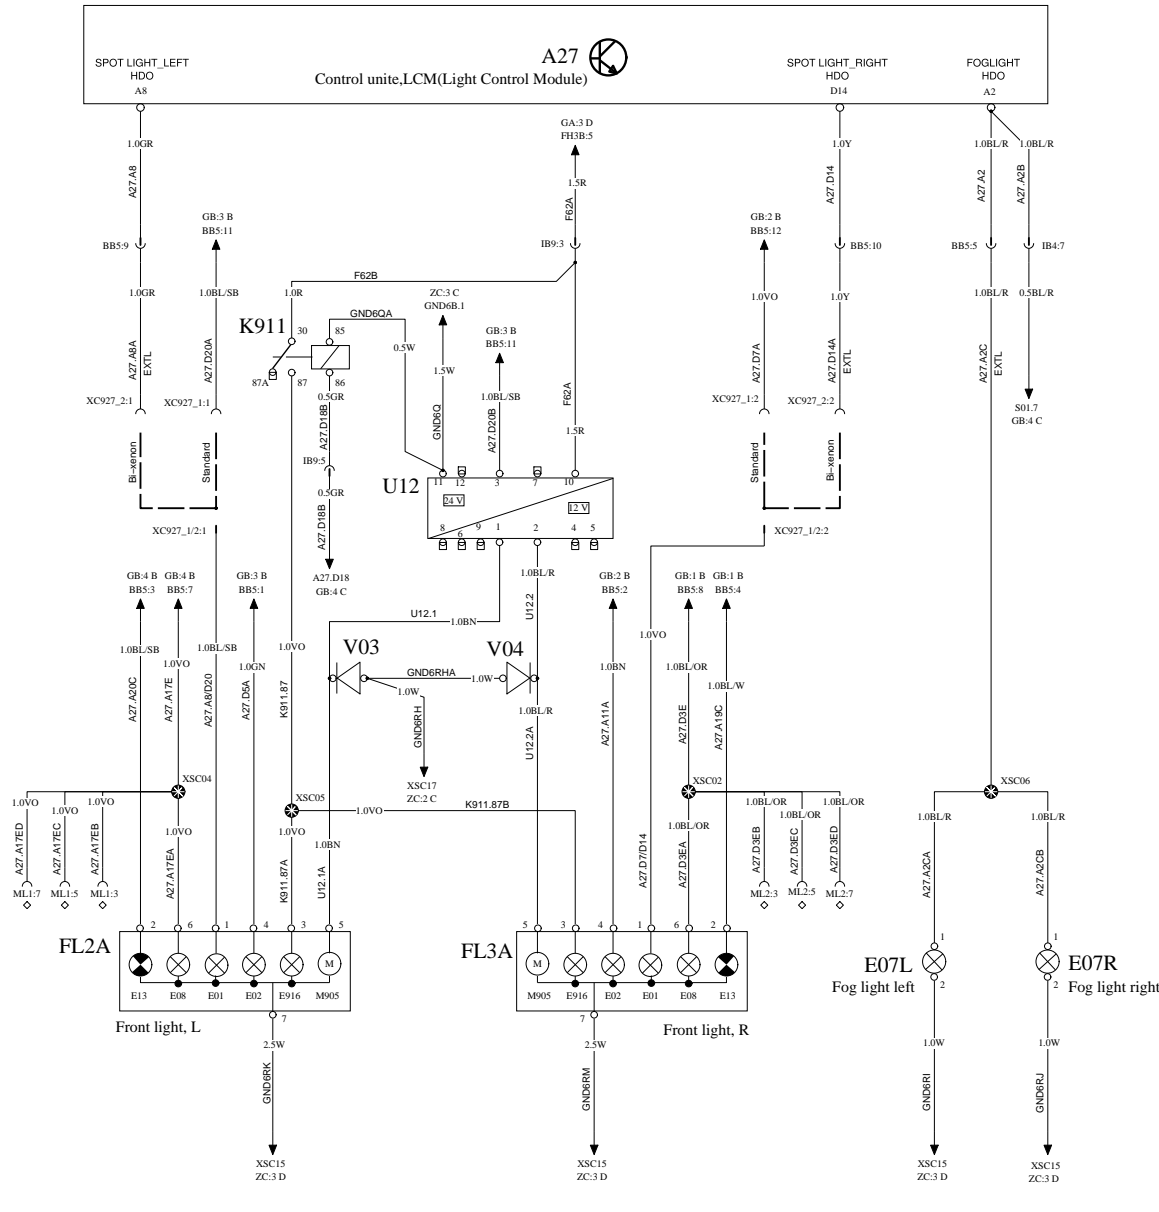 A27
Control unite,LCM(Light Control Module)
SPOT LIGHT_LEFT
HDO
A8
SPOT LIGHT_RIGHT
HDO
D14
FOGLIGHT
HDO
A2
GA:3 D
FH3B:5
1.0GR
1.0Y
1.0BL/R
1.0BL/R
A27.A8
1.5R
F62A
A27.D14
A27.A2
A27.A2B
GB:3 B
BB5:11
GB:2 B
BB5:12
BB5:9
IB9:3
BB5:10
BB5:5
IB4:7
F62B
1.0GR
1.0BL/SB
1.0R
ZC:3 C
GND6B.1
1.0VO
1.0Y
1.0BL/R
0.5BL/R
GND6QA
K911
30
85
GB:3 B
BB5:11
0.5W
A27.A8A
EXTL
A27.D20A
1.5W
A27.D7A
A27.D14A
EXTL
A27.A2C
EXTL
87A
87
86
0.5GR
1.0BL/SB
F62A
XC927_2:1
XC927_1:1
XC927_1:2
XC927_2:2
S01.7
GB:4 C
A27.D18B
GND6Q
A27.D20B
1.5R
Bi-xenon
Standard
Standard
Bi-xenon
IB9:5
U12
11
12
3
7
10
0.5GR
24 V
12 V
A27.D18B
XC927_1/2:1
8
6
9
1
2
4
5
XC927_1/2:2
A27.D18
GB:4 C
GB:4 B
BB5:3
GB:4 B
BB5:7
GB:3 B
BB5:1
1.0BL/R
GB:2 B
BB5:2
GB:1 B
BB5:8
GB:1 B
BB5:4
U12.2
U12.1
1.0BN
1.0VO
1.0BL/SB
1.0VO
1.0BL/SB
1.0GN
1.0VO
V03
V04
1.0BN
1.0BL/OR
1.0BL/W
GND6RHA
1.0W
1.0W
A27.A20C
A27.A17E
A27.A8/D20
A27.D5A
K911.87
GND6RH
1.0BL/R
U12.2A
A27.A11A
A27.D3E
A27.A19C
XSC04
XSC17
ZC:2 C
XSC02
XSC06
1.0VO
1.0VO
1.0VO
XSC05
1.0VO
K911.87B
1.0BL/OR
1.0BL/OR
1.0BL/OR
1.0BL/R
1.0BL/R
1.0VO
1.0VO
1.0BN
1.0BL/OR
A27.A17ED
A27.A17EC
A27.A17EB
A27.A17EA
K911.87A
U12.1A
A27.D7/D14
A27.D3EA
A27.D3EB
A27.D3EC
A27.D3ED
A27.A2CA
A27.A2CB
ML1:7
ML1:5
ML1:3
ML2:3
ML2:5
ML2:7
FL2A
2
6
1
4
3
5
M
E13
E08
E01
E02
E916
M905
FL3A
5
3
4
1
6
2
M
M905
E916
E02
E01
E08
E13
1
E07L
Fog light left
2
1
E07R
Fog light right
2
Front light, L
7
7
Front light, R
2.5W
2.5W
1.0W
1.0W
GND6RK
GND6RM
GND6RI
GND6RJ
XSC15
ZC:3 D
XSC15
ZC:3 D
XSC15
ZC:3 D
XSC15
ZC:3 D